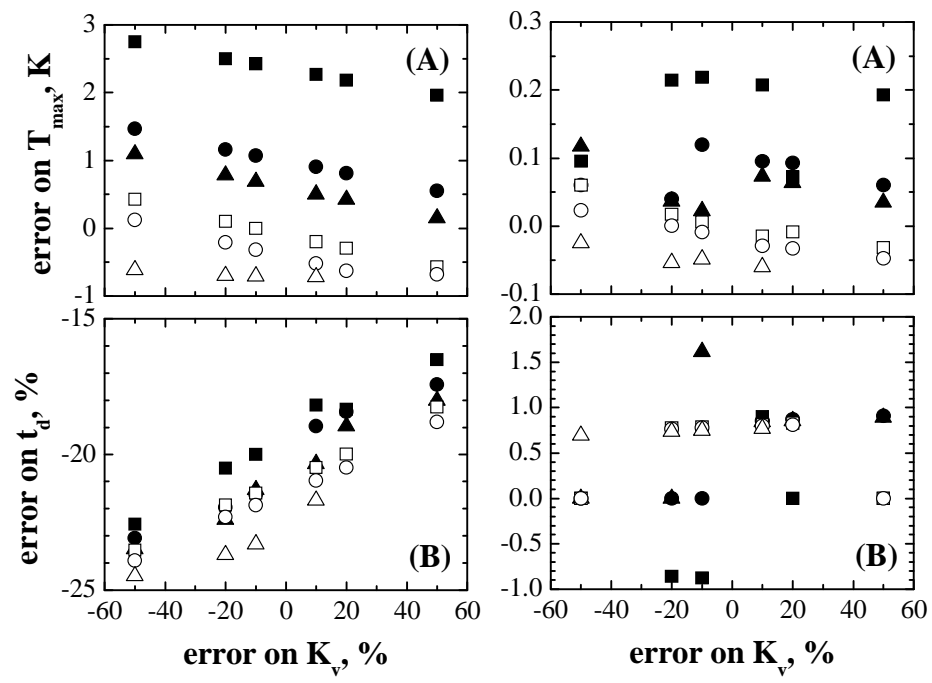 3
2
1
0
-1
error on T_max, K
(A)
-15
-20
-25
error on t_d, %
(B)
-60 -40 -20 0 20 40 60
error on K_v, %
0.3
0.2
0.1
0.0
-0.1
(A)
2.0
1.5
1.0
0.5
0.0
-0.5
-1.0
(B)
-60 -40 -20 0 20 40 60
error on K_v, %